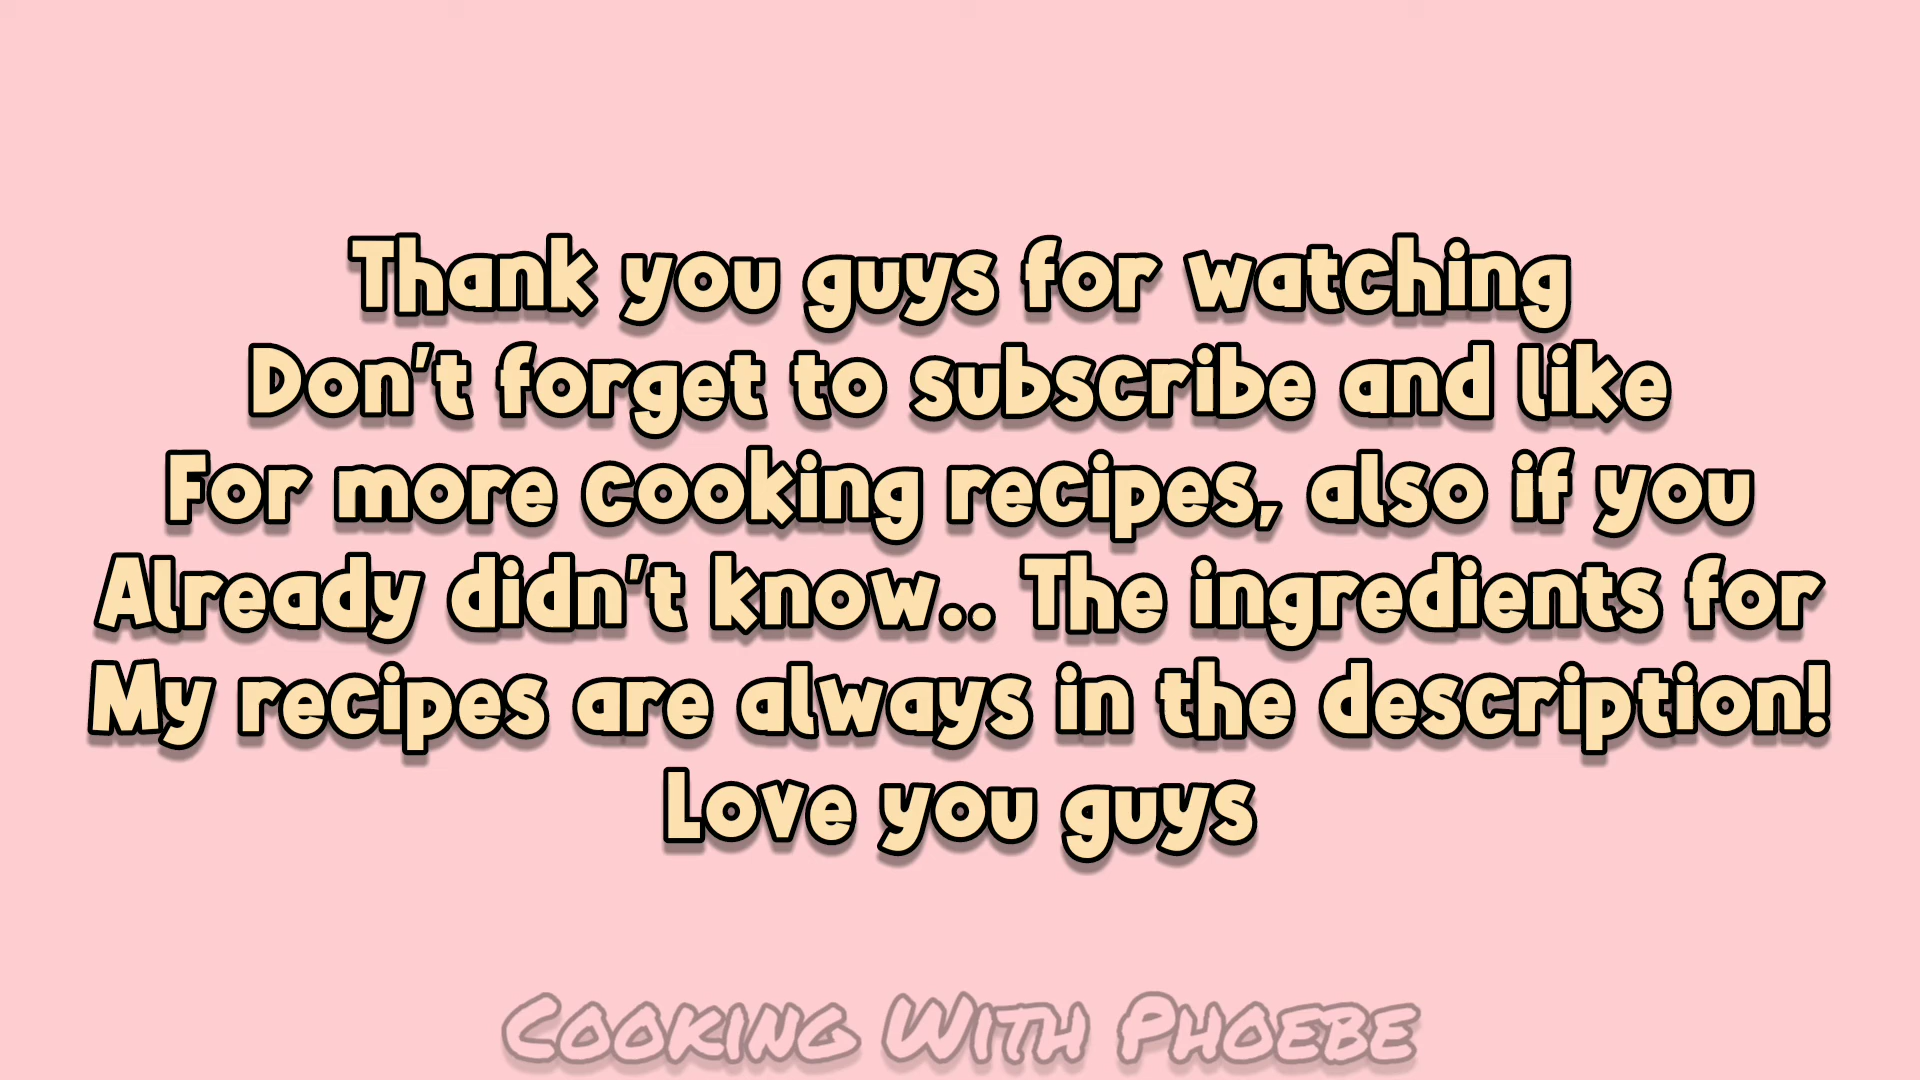 Thank you guys for watching
Don't forget to subscribe and like
For more cooking recipes, also if you
Already didn't know.. The ingredients for
My recipes are always in the description!
Love you guys
Cooking With Phoebe